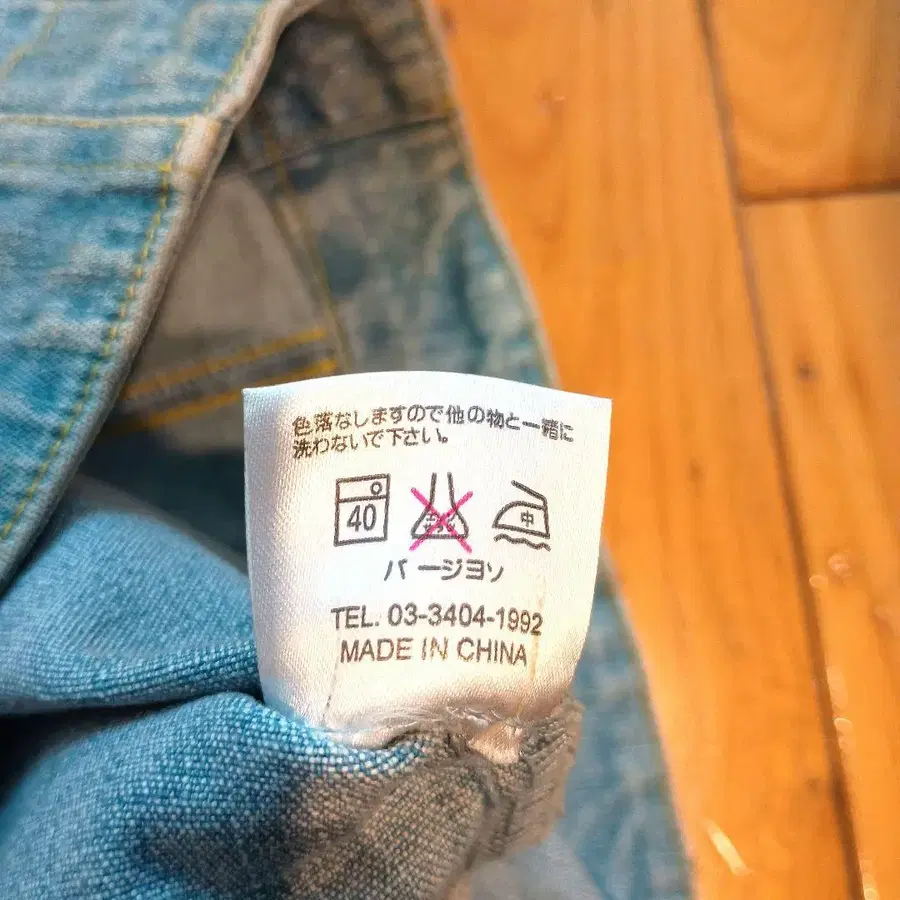 色落なしますので他の物と一緒に
洗わないで下さい。
40 中
バージヨソ
TEL. 03-3404-1992
MADE IN CHINA